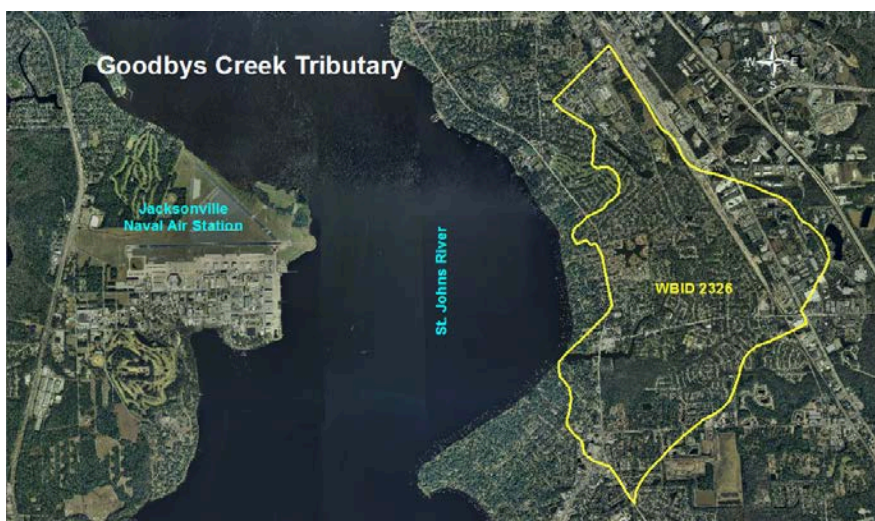 Goodbys Creek Tributary
N
W E
S
Jacksonville
Naval Air Station
St. Johns River
WBID 2326